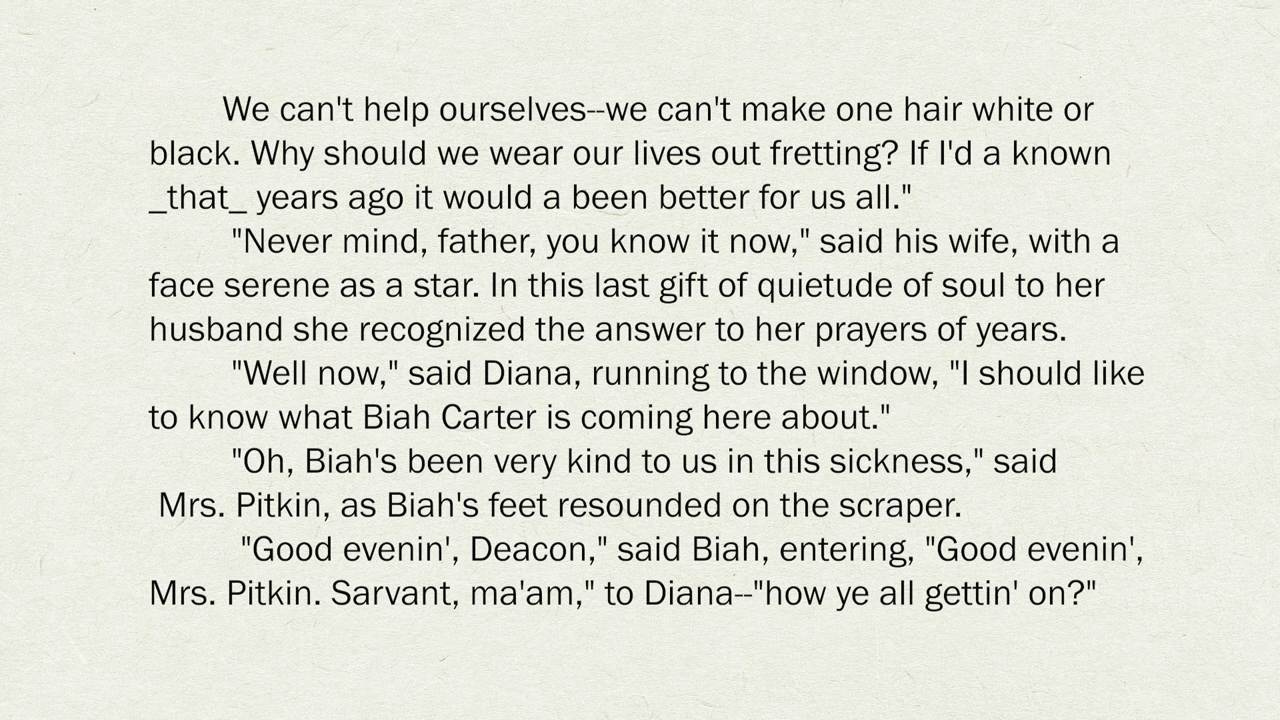 We can't help ourselves--we can't make one hair white or
black. Why should we wear our lives out fretting? If I'd a known
_that_ years ago it would a been better for us all."
"Never mind, father, you know it now," said his wife, with a
face serene as a star. In this last gift of quietude of soul to her
husband she recognized the answer to her prayers of years.
"Well now," said Diana, running to the window, "I should like
to know what Biah Carter is coming here about."
"Oh, Biah's been very kind to us in this sickness," said
Mrs. Pitkin, as Biah's feet resounded on the scraper.
"Good evenin', Deacon," said Biah, entering, "Good evenin',
Mrs. Pitkin. Sarvant, ma'am," to Diana--"how ye all gettin' on?"